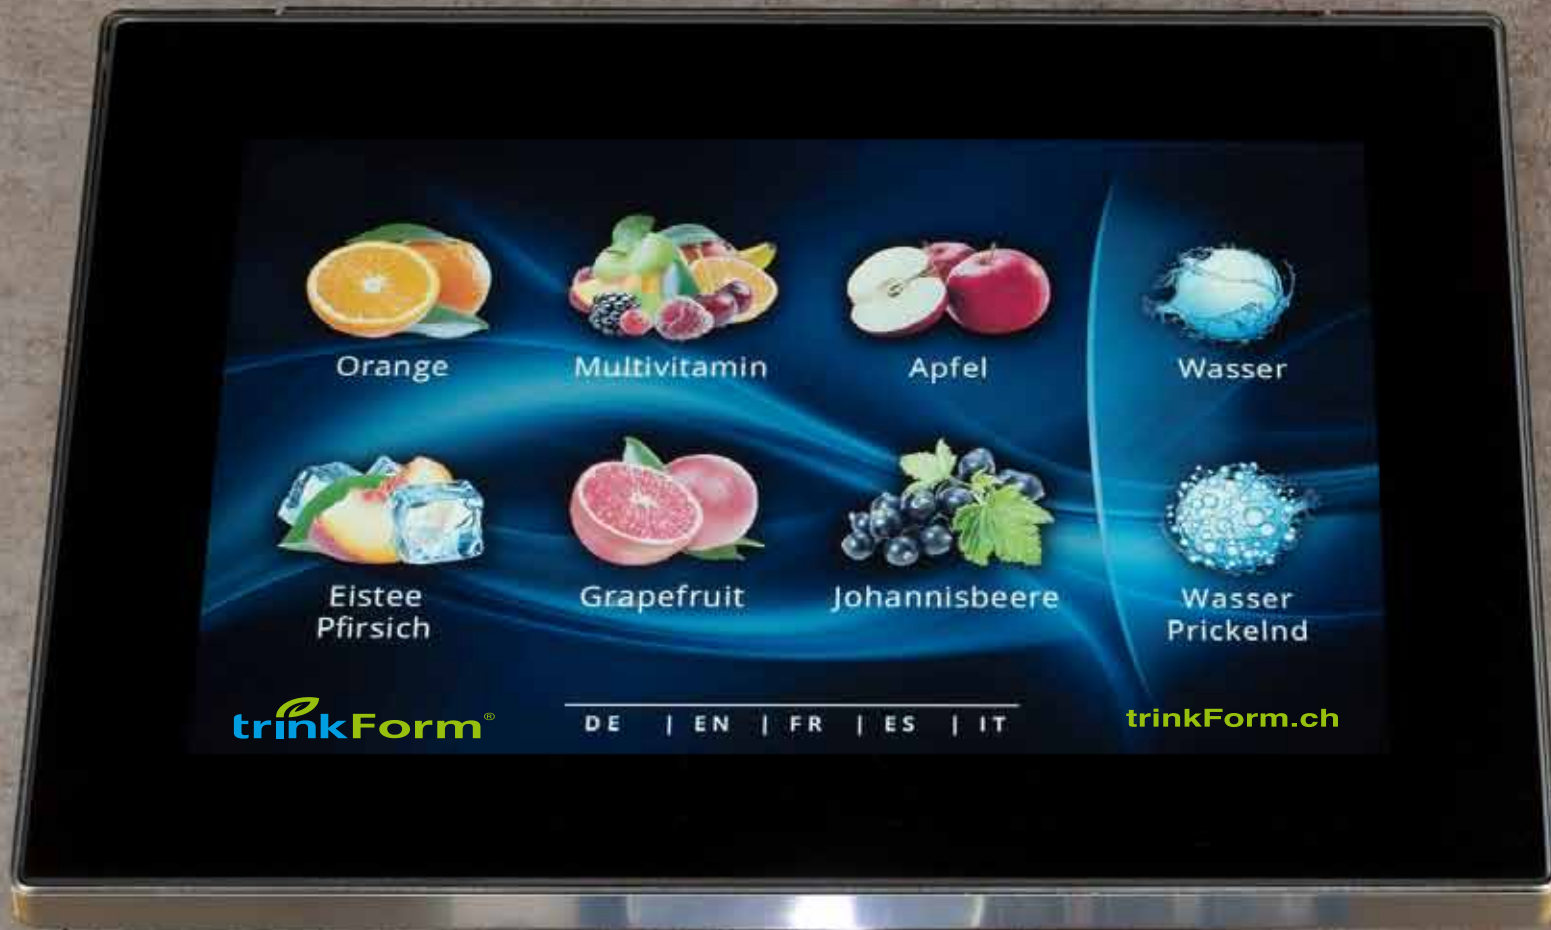 Orange
Multivitamin
Apfel
Wasser
Eistee
Pfirsich
Grapefruit
Johannisbeere
Wasser
Prickelnd
trinkForm®
DE | EN | FR | ES | IT
trinkForm.ch